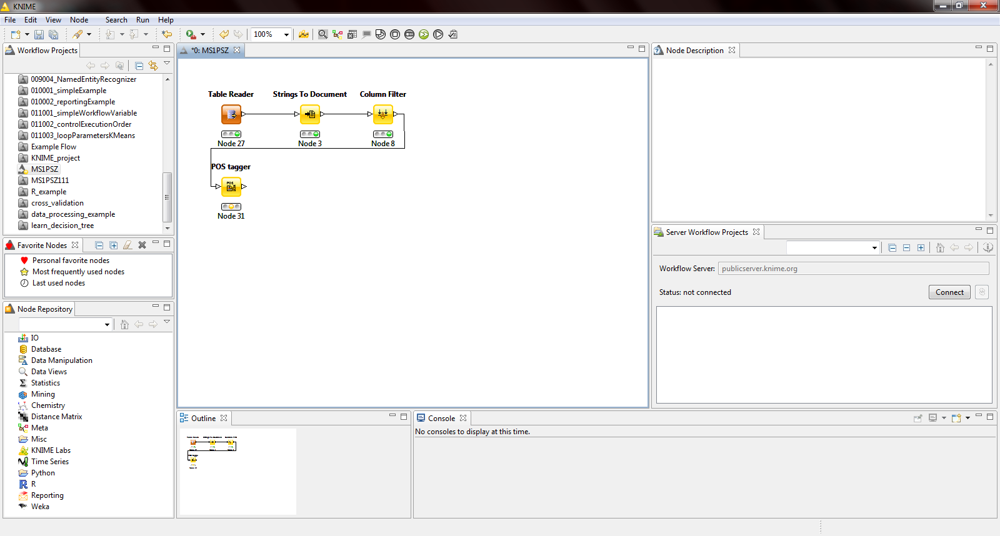 KNIME
File Edit View Node Search Run Help
100%
Workflow Projects
009004_NamedEntityRecognizer
010001_simpleExample
010002_reportingExample
011001_simpleWorkflowVariable
011002_controlExecutionOrder
011003_loopParametersKMeans
Example Flow
KNIME_project
MS1PSZ
MS1PSZ111
R_example
cross_validation
data_processing_example
learn_decision_tree
Favorite Nodes
Personal favorite nodes
Most frequently used nodes
Last used nodes
Node Repository
IO
Database
Data Manipulation
Data Views
Statistics
Mining
Chemistry
Distance Matrix
Meta
Misc
KNIME Labs
Time Series
Python
R
Reporting
Weka
*0: MS1PSZ
Table Reader Strings To Document Column Filter
Node 27 Node 3 Node 8
POS tagger
POS
Node 31
Outline
Console
No consoles to display at this time.
Node Description
Server Workflow Projects
Workflow Server: publicserver.knime.org
Status: not connected Connect